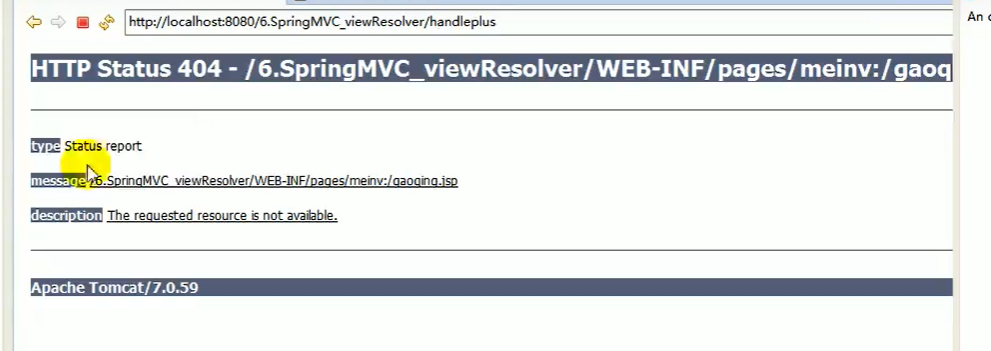 http://localhost:8080/6.SpringMVC_viewResolver/handleplus
An
HTTP Status 404 - /6.SpringMVC_viewResolver/WEB-INF/pages/meinv:/gaoq
type Status report
message /6.SpringMVC_viewResolver/WEB-INF/pages/meinv:/gaoqing.jsp
description The requested resource is not available.
Apache Tomcat/7.0.59